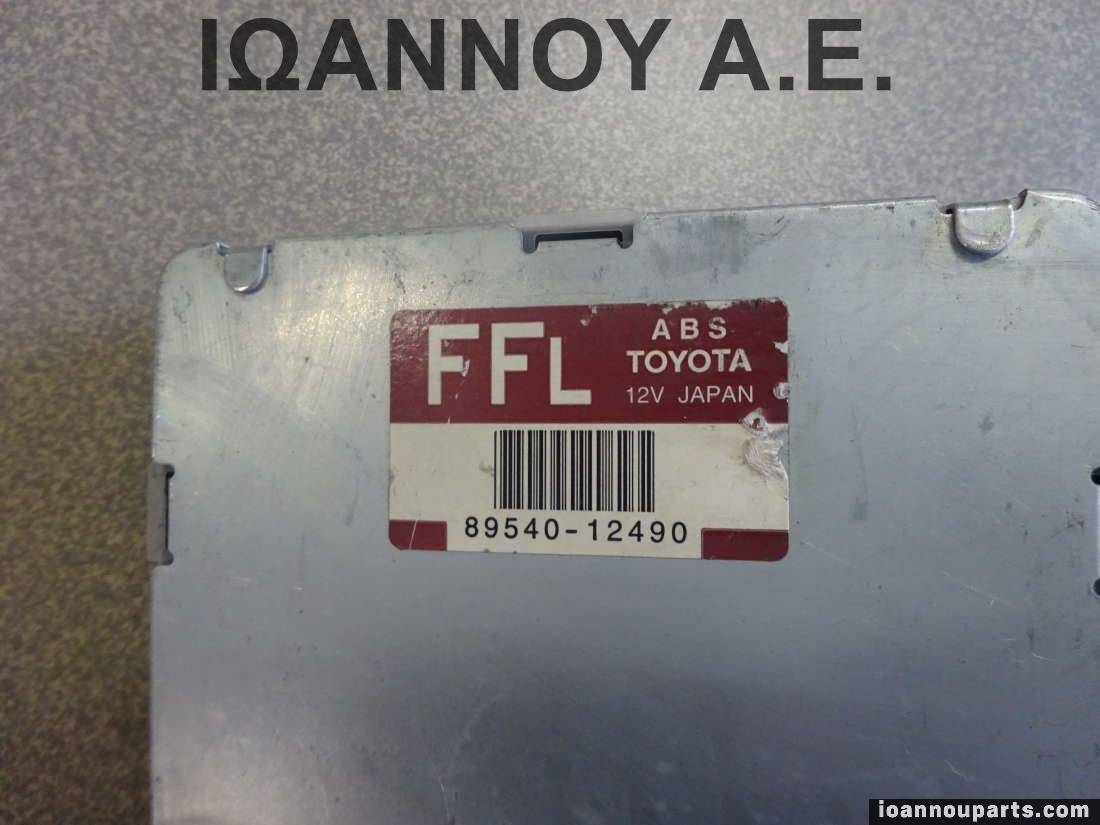 ΙΩΑΝΝΟΥ Α.Ε.
FFL
ABS
TOYOTA
12V JAPAN
89540-12490
ioannouparts.com